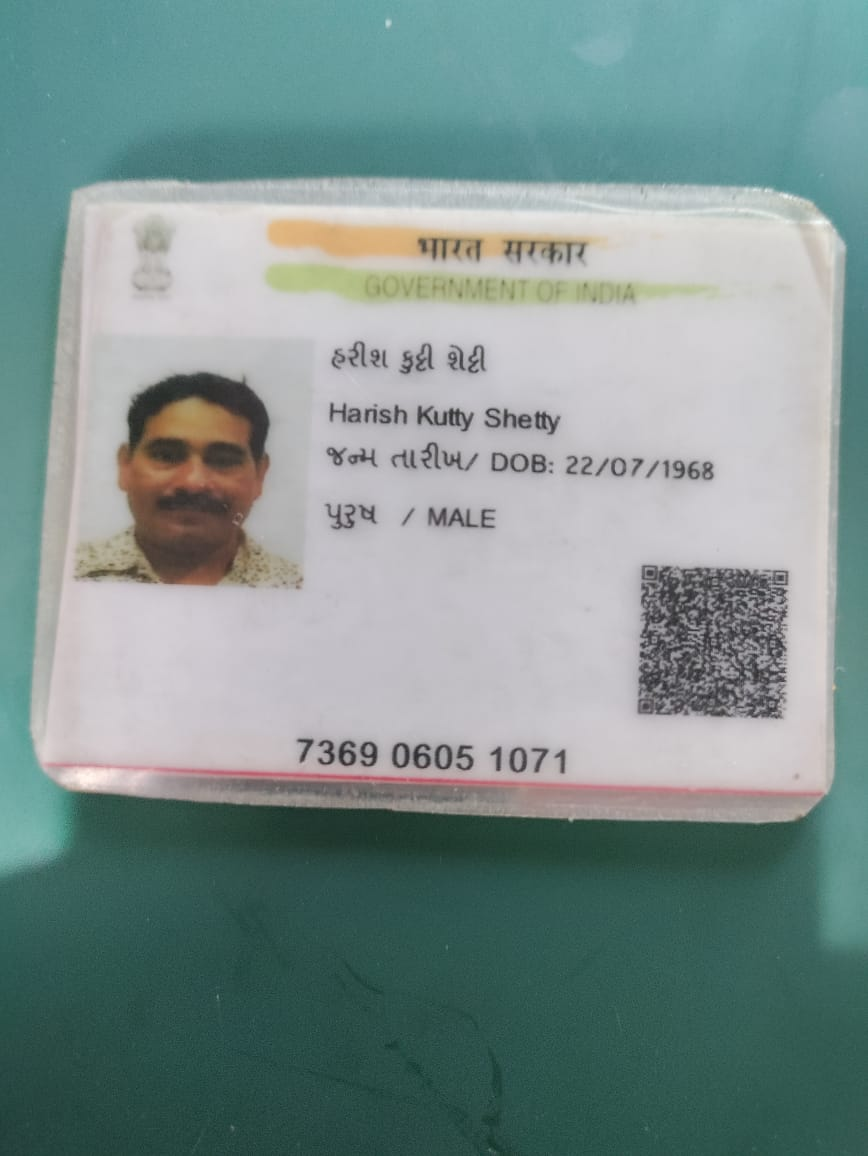 भारत सरकार
GOVERNMENT OF INDIA
હરીશ કુટ્ટી શેટ્ટી
Harish Kutty Shetty
જન્મ તારીખ/ DOB: 22/07/1968
પુરુષ / MALE
7369 0605 1071